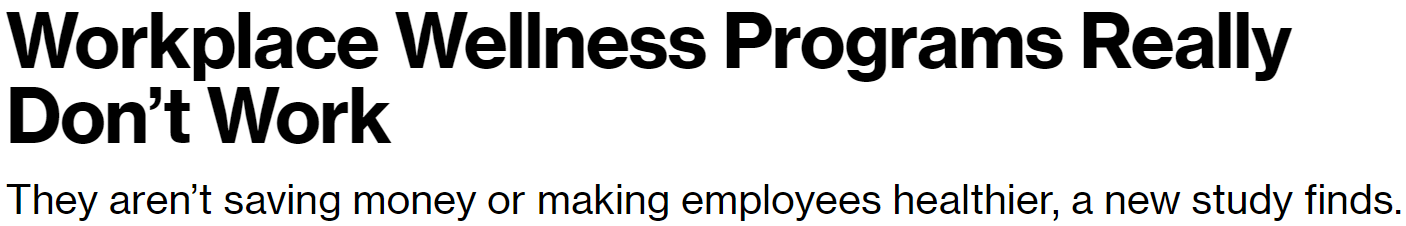 Workplace Wellness Programs Really
Don’t Work
They aren’t saving money or making employees healthier, a new study finds.